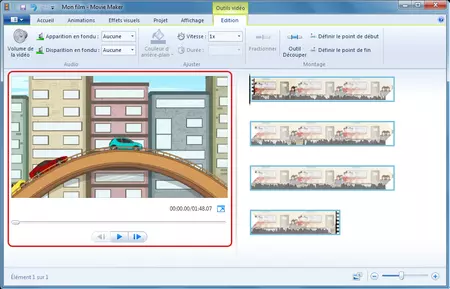 Mon film - Movie Maker
Outils vidéo
Accueil Animations Effets visuels Projet Affichage Edition
Volume de la vidéo
Apparition en fondu : Aucune
Disparition en fondu : Aucune
Audio
Couleur d'arrière-plan
Vitesse : 1x
Durée :
Ajuster
Fractionner
Outil Découper
Définir le point de début
Définir le point de fin
Montage
00:00,00/01:48,07
Élément 1 sur 1